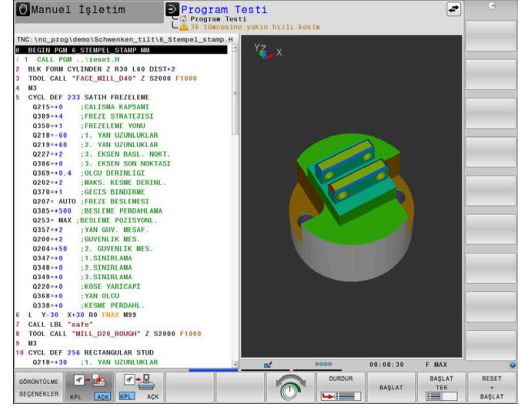 Manuel İşletim
Program Testi
Program Testi
36 tümcesine yakın hızlı kesim
TNC:\nc_prog\demo\Schwenken_tilt\6_Stempel_stamp.H
0 BEGIN PGM 6_STEMPEL_STAMP MM
/ 1 CALL PGM ..\reset.H
2 BLK FORM CYLINDER Z R30 L60 DIST+2
3 TOOL CALL "FACE_MILL_D40" Z S2000 F1000
4 M3
5 CYCL DEF 233 SATIH FREZELEME
Q215=+0 ;CALISMA KAPSAMI
Q389=+4 ;FREZE STRATEJISI
Q350=+1 ;FREZELEME YONU
Q218=-60 ;1. YAN UZUNLUKLAR
Q219=+60 ;2. YAN UZUNLUKLAR
Q227=+2 ;3. EKSEN BASL. NOKT.
Q386=+0 ;3. EKSEN SON NOKTASI
Q369=+0.4 ;OLCU DERINLIGI
Q202=+2 ;MAKS. KESME DERINL.
Q370=+1 ;GECIS BINDIRME
Q207= AUTO ;FREZE BESLEMESI
Q385=+500 ;BESLEME PERDAHLAMA
Q253= MAX ;BESLEME POZISYONL.
Q357=+2 ;YAN GUV. MESAF.
Q200=+2 ;GUVENLIK MES.
Q204=+50 ;2. GUVENLIK MES.
Q347=+0 ;1.SINIRLAMA
Q348=+0 ;2.SINIRLAMA
Q349=+0 ;3.SINIRLAMA
Q220=+0 ;KOSE YARICAPI
Q368=+0 ;YAN OLCU
Q338=+0 ;KESME PERDAHL.
6 L Y-30 X+30 R0 FMAX M99
7 CALL LBL "safe"
8 TOOL CALL "MILL_D20_ROUGH" Z S2000 F1000
9 M3
10 CYCL DEF 256 RECTANGULAR STUD
Q218=+30 ;1. YAN UZUNLUKLAR
YZ X
00:08:30 F MAX
GÖRÜNTÜLME
SEÇENEKLER
KPL AÇK
KPL AÇK
DURDUR
BAŞLAT
BAŞLAT
TEK
RESET
+
BAŞLAT